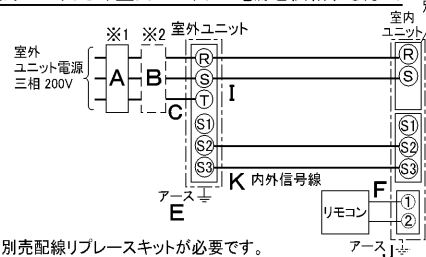 ※1 ※2 室外ユニット
室内
ユニット
室外
ユニット電源
三相 200V
A B
R
S
T
C
I
S1
S2
S3
R
S
S1
S2
S3
K 内外信号線
アース
E
F
リモコン
①
②
別売配線リプレースキットが必要です。
アース